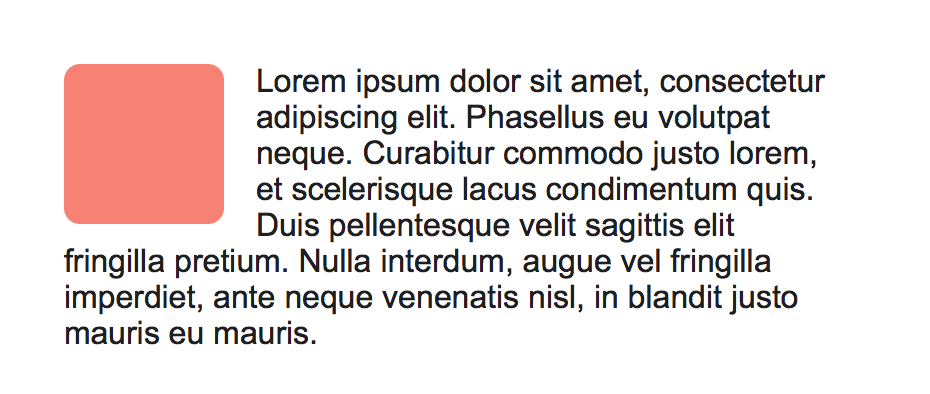 Lorem ipsum dolor sit amet, consectetur
adipiscing elit. Phasellus eu volutpat
neque. Curabitur commodo justo lorem,
et scelerisque lacus condimentum quis.
Duis pellentesque velit sagittis elit
fringilla pretium. Nulla interdum, augue vel fringilla
imperdiet, ante neque venenatis nisl, in blandit justo
mauris eu mauris.